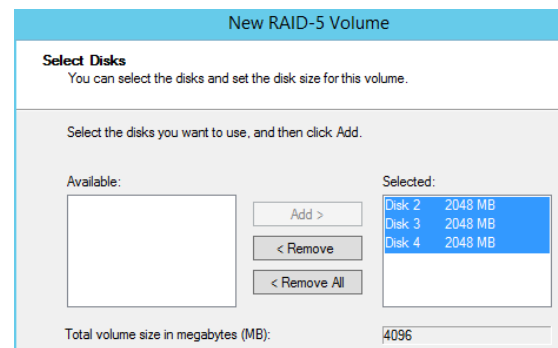 New RAID-5 Volume
Select Disks
You can select the disks and set the disk size for this volume.
Select the disks you want to use, and then click Add.
Available:
Selected:
Add >
< Remove
< Remove All
Disk 2 2048 MB
Disk 3 2048 MB
Disk 4 2048 MB
Total volume size in megabytes (MB): 4096